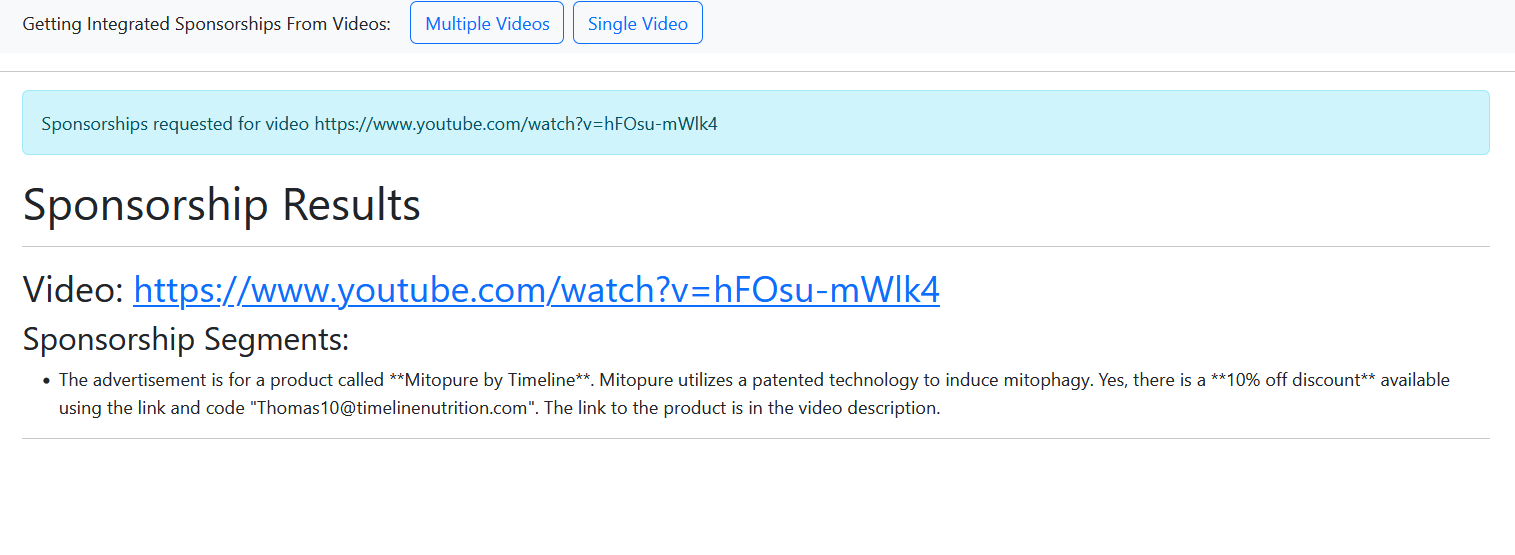 Getting Integrated Sponsorships From Videos: Multiple Videos Single Video
Sponsorships requested for video https://www.youtube.com/watch?v=hFOsu-mWlk4
Sponsorship Results
Video: https://www.youtube.com/watch?v=hFOsu-mWlk4
Sponsorship Segments:
• The advertisement is for a product called **Mitopure by Timeline**. Mitopure utilizes a patented technology to induce mitophagy. Yes, there is a **10% off discount** available
using the link and code "Thomas10@timelinenutrition.com". The link to the product is in the video description.